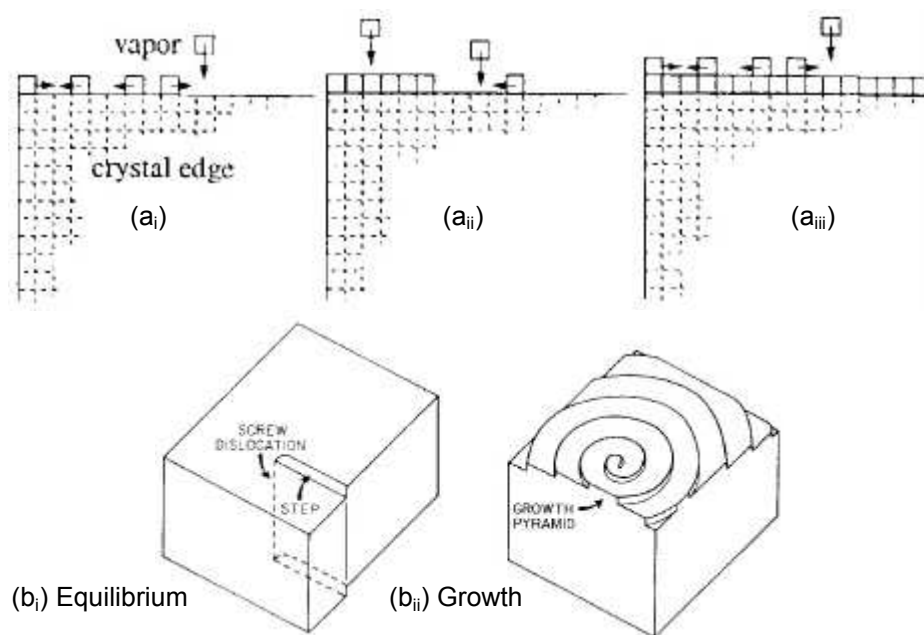 vapor
crystal edge
(aᵢ)
(aᵢᵢ)
(aᵢᵢᵢ)
SCREW
DISLOCATION
STEP
GROWTH
PYRAMID
(bᵢ) Equilibrium
(bᵢᵢ) Growth